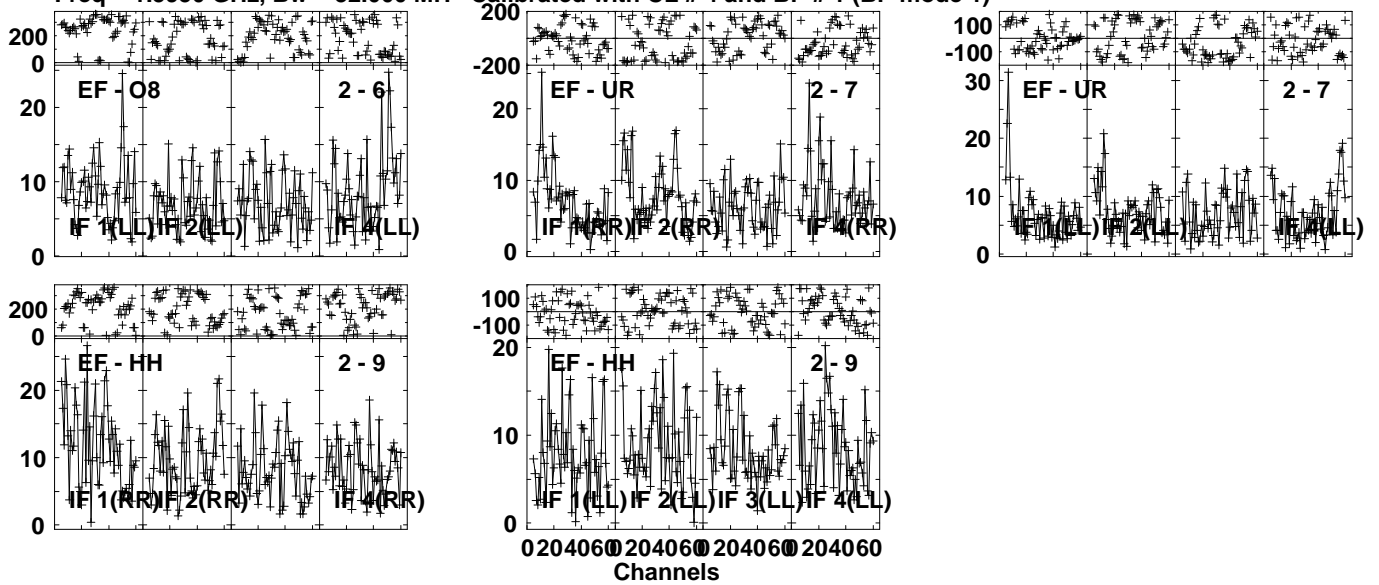 200
0
200
-200
100
-100
EF - O8 2 - 6
20
10
0
IF 1(LL) IF 2(LL) IF 4(LL)
EF - UR 2 - 7
20
10
0
IF 1(RR) IF 2(RR) IF 4(RR)
EF - UR 2 - 7
30
20
10
0
IF 1(LL) IF 2(LL) IF 4(LL)
200
0
100
-100
EF - HH 2 - 9
20
10
0
IF 1(RR) IF 2(RR) IF 4(RR)
EF - HH 2 - 9
20
10
0
IF 1(LL) IF 2(LL) IF 3(LL) IF 4(LL)
0 20 40 60 0 20 40 60 0 20 40 60 0 20 40 60
Channels